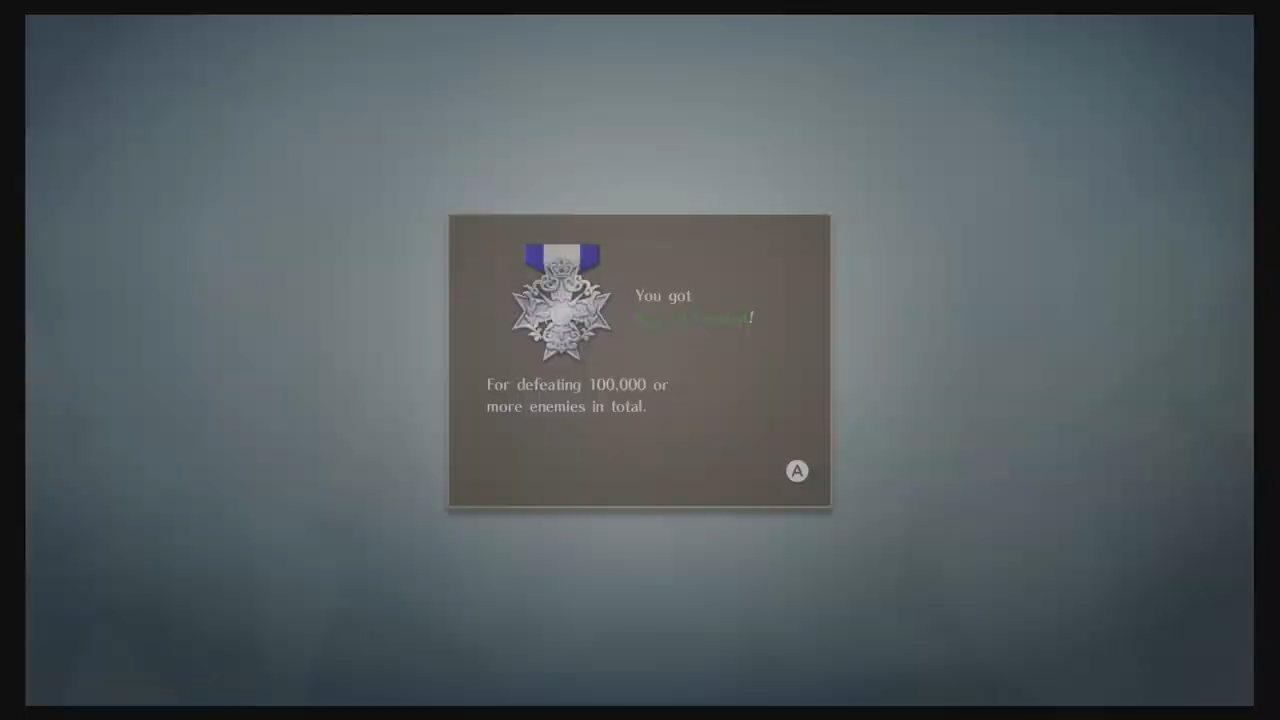 You got
!
For defeating 100,000 or
more enemies in total.
A